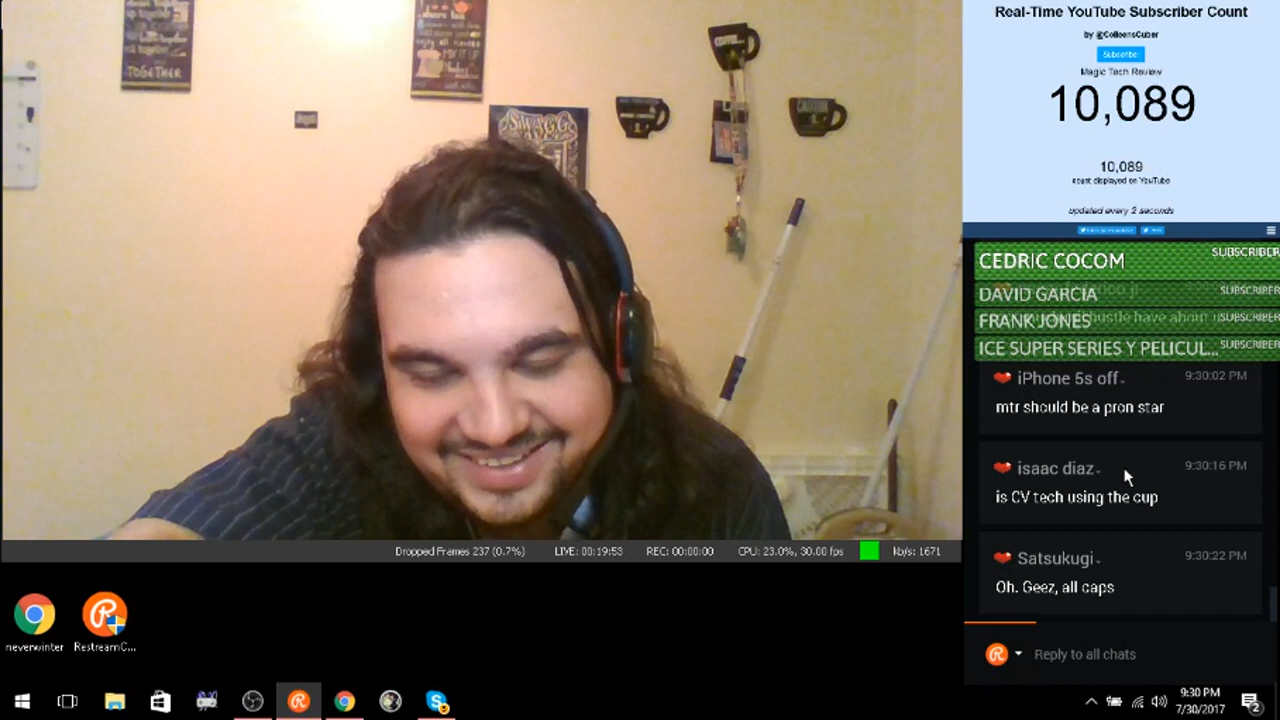 TOGETHER
SWAGG
Real-Time YouTube Subscriber Count
by @ColleensCuber
Subscribe
Magic Tech Review
10,089
10,089
count displayed on YouTube
updated every 2 seconds
CEDRIC COCOM
SUBSCRIBER
DAVID GARCIA
SUBSCRIBER
FRANK JONES
SUBSCRIBER
hustle have about
ICE SUPER SERIES Y PELICUL...
SUBSCRIBER
iPhone 5s off
9:30:02 PM
mtr should be a pron star
isaac diaz
9:30:16 PM
is CV tech using the cup
Satsukugi
9:30:22 PM
Oh. Geez, all caps
Reply to all chats
Dropped Frames 237 (0.7%)
LIVE: 00:19:53
REC: 00:00:00
CPU: 23.0%, 30.00 fps
kb/s: 1671
neverwinter
RestreamC...
9:30 PM
7/30/2017
2